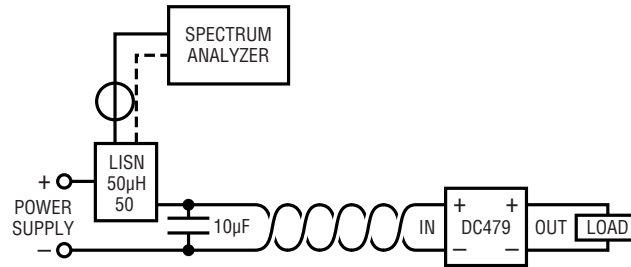 SPECTRUM
ANALYZER
LISN
50µH
50
+
POWER
SUPPLY
–
10µF
IN
+ +
DC479
– –
OUT
LOAD